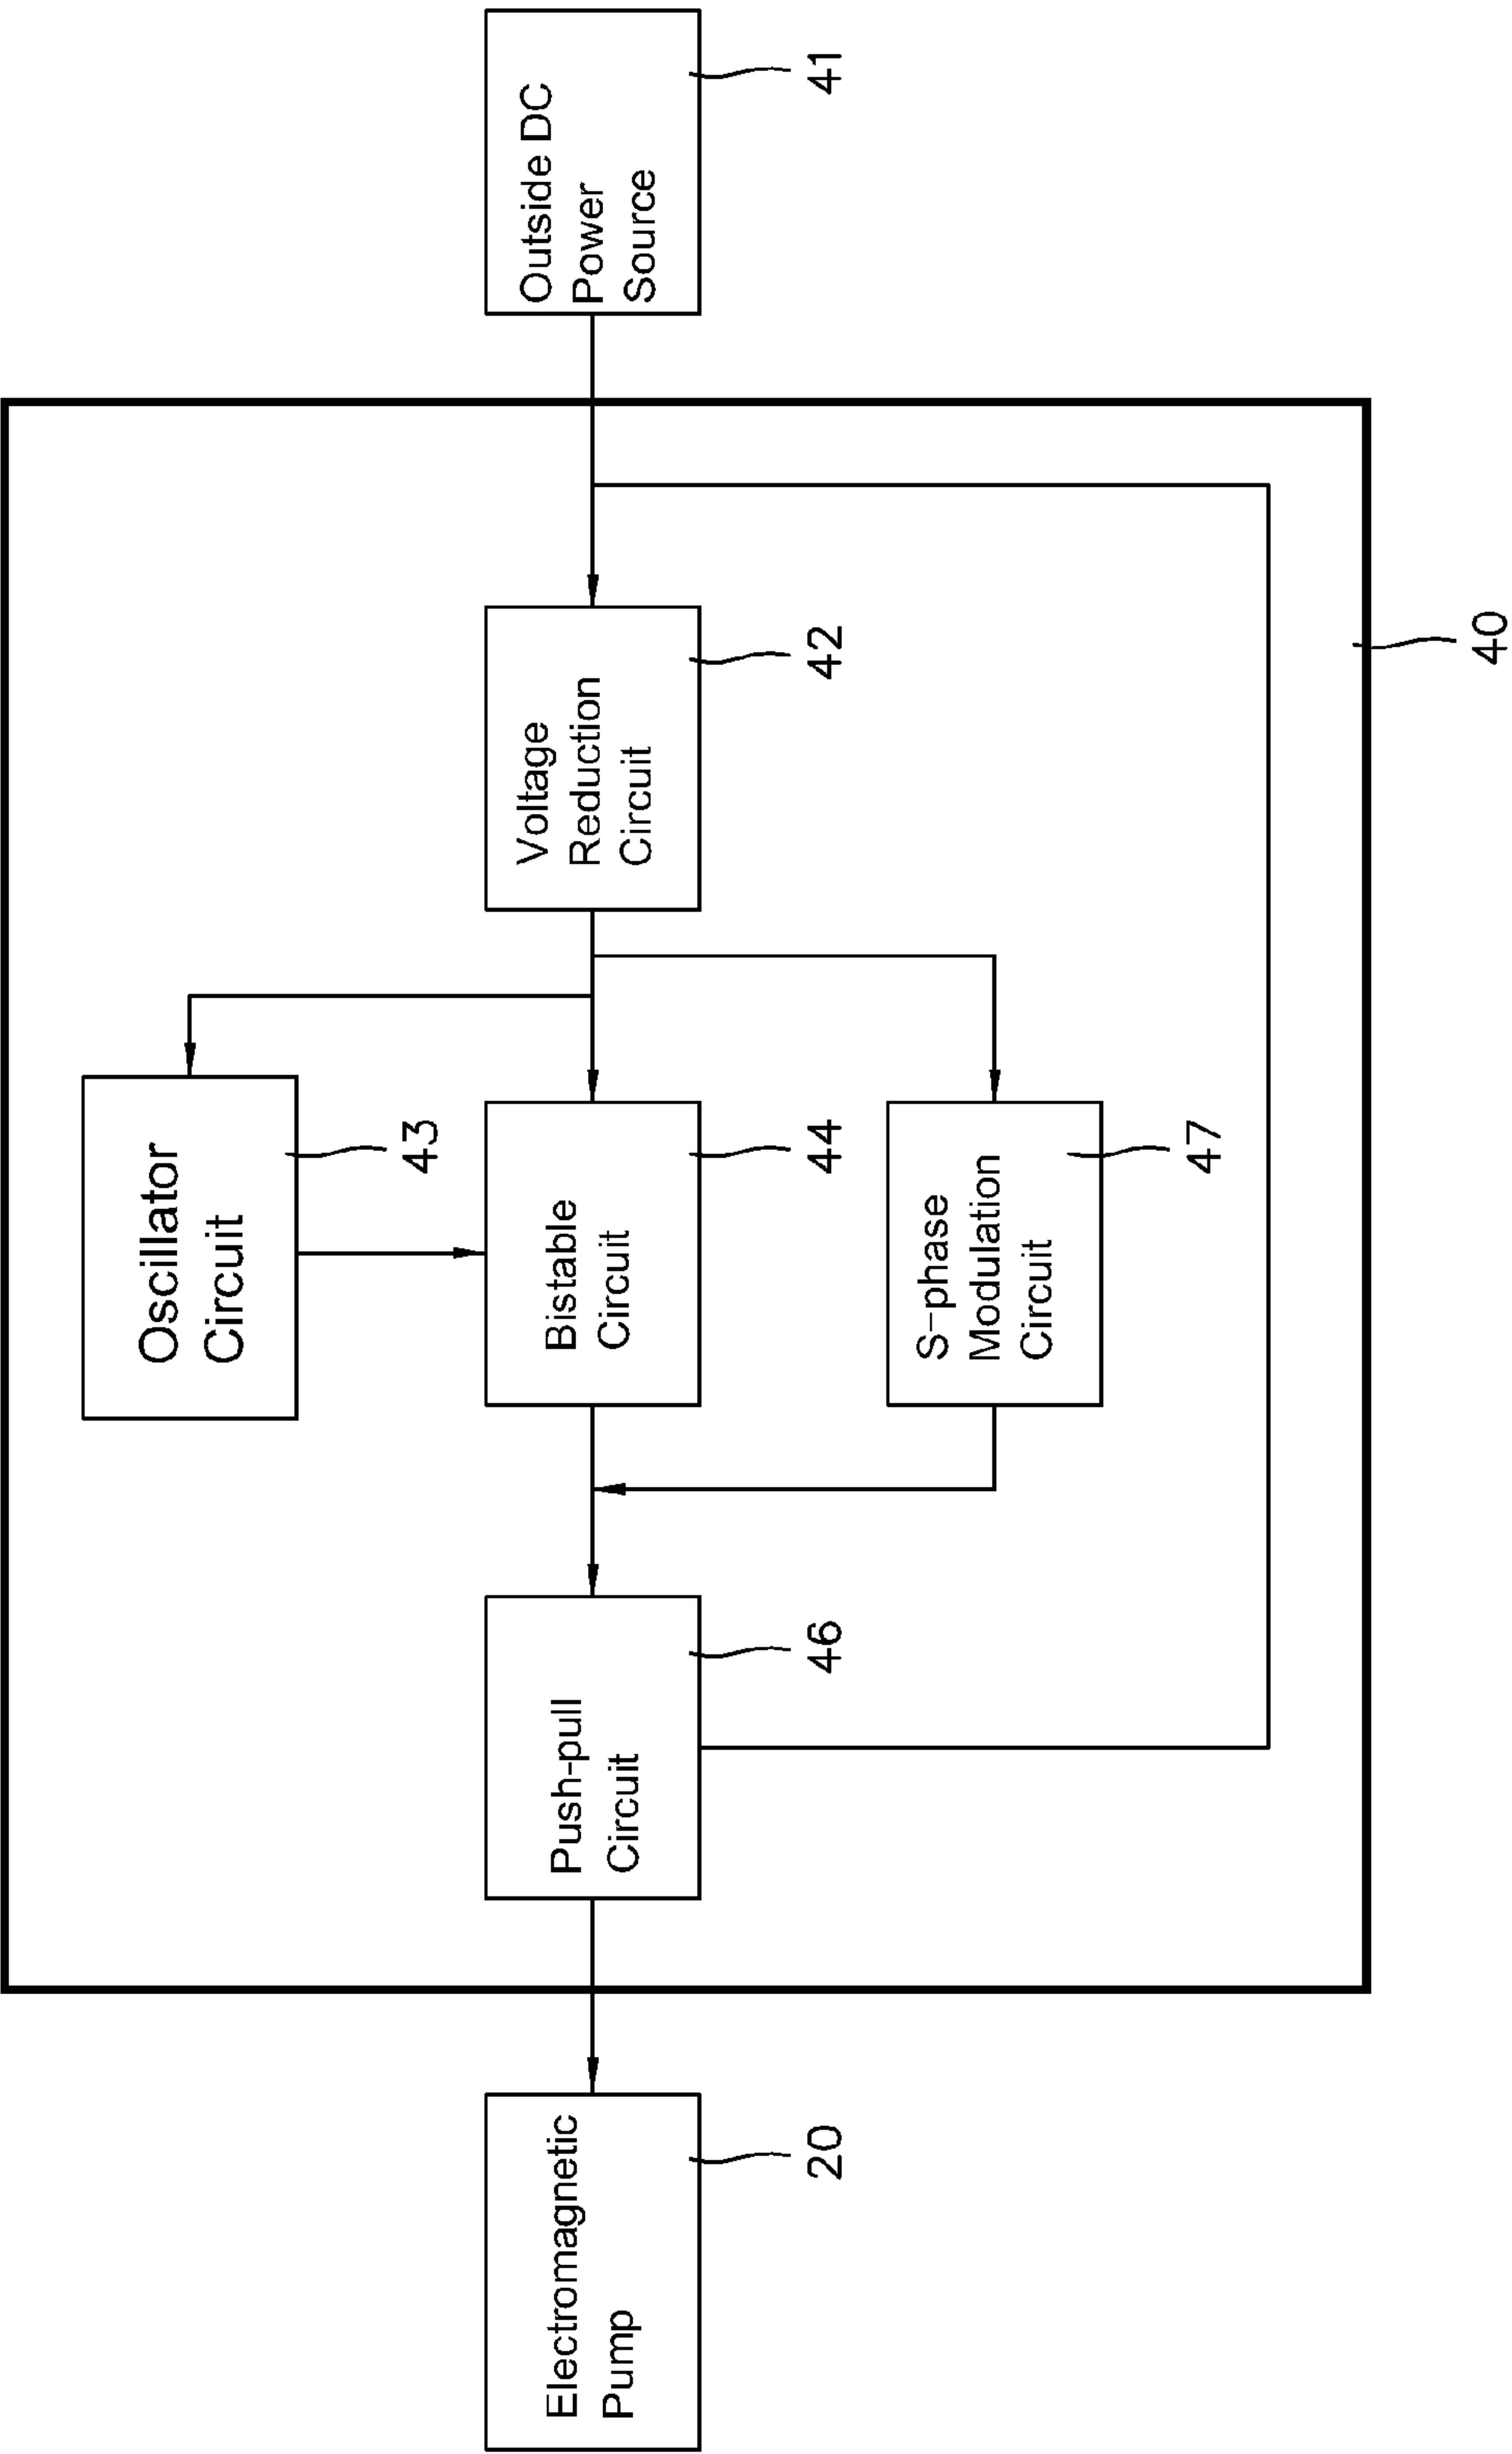 Outside DC
Power
Source
41
Voltage
Reduction
Circuit
42
40
Oscillator
Circuit
43
Bistable
Circuit
44
S-phase
Modulation
Circuit
47
Push-pull
Circuit
46
Electromagnetic
Pump
20